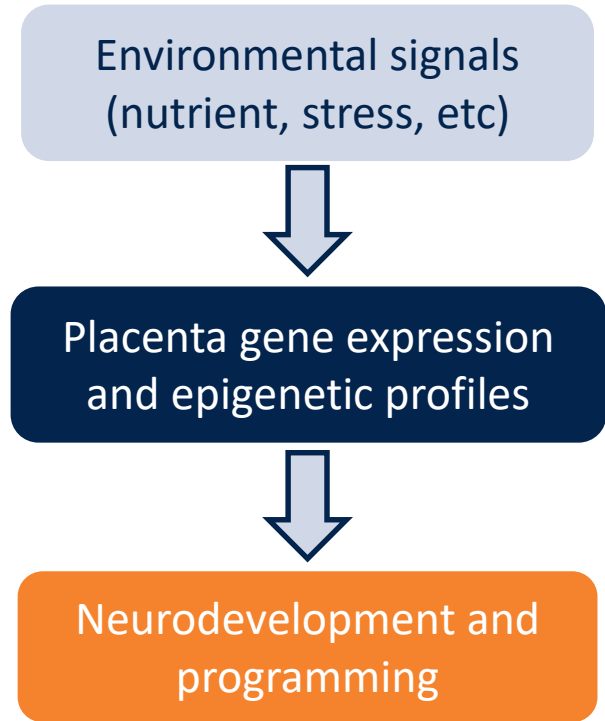 Environmental signals
(nutrient, stress, etc)
Placenta gene expression
and epigenetic profiles
Neurodevelopment and
programming